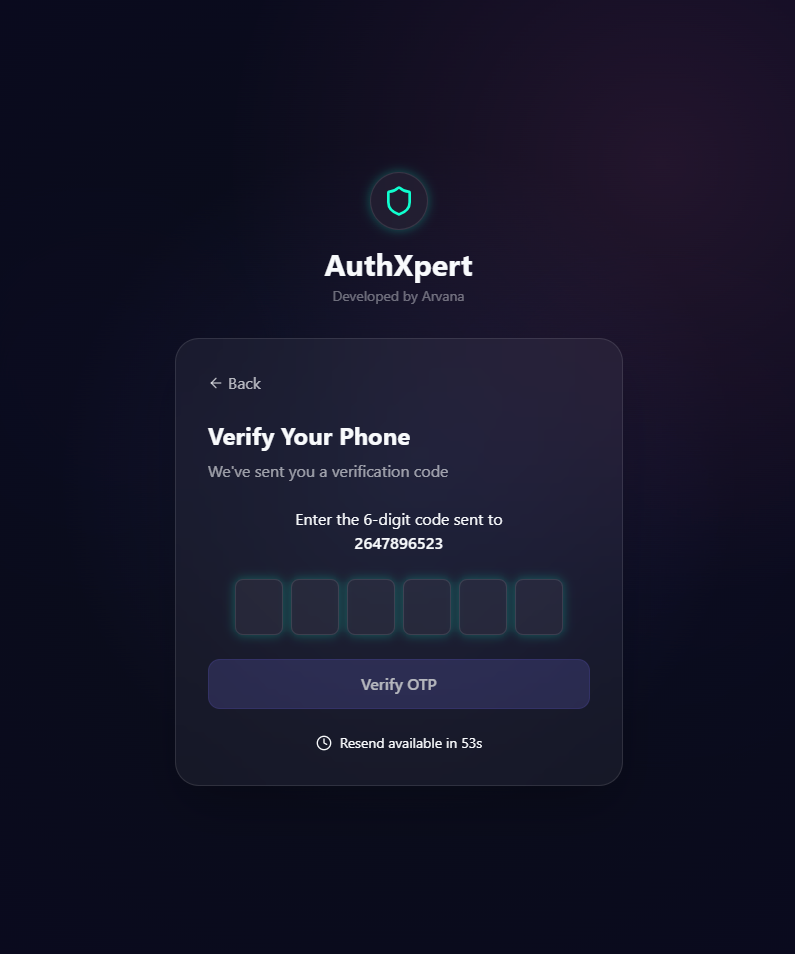 AuthXpert
Developed by Arvana
Back
Verify Your Phone
We've sent you a verification code
Enter the 6-digit code sent to
2647896523
Verify OTP
Resend available in 53s